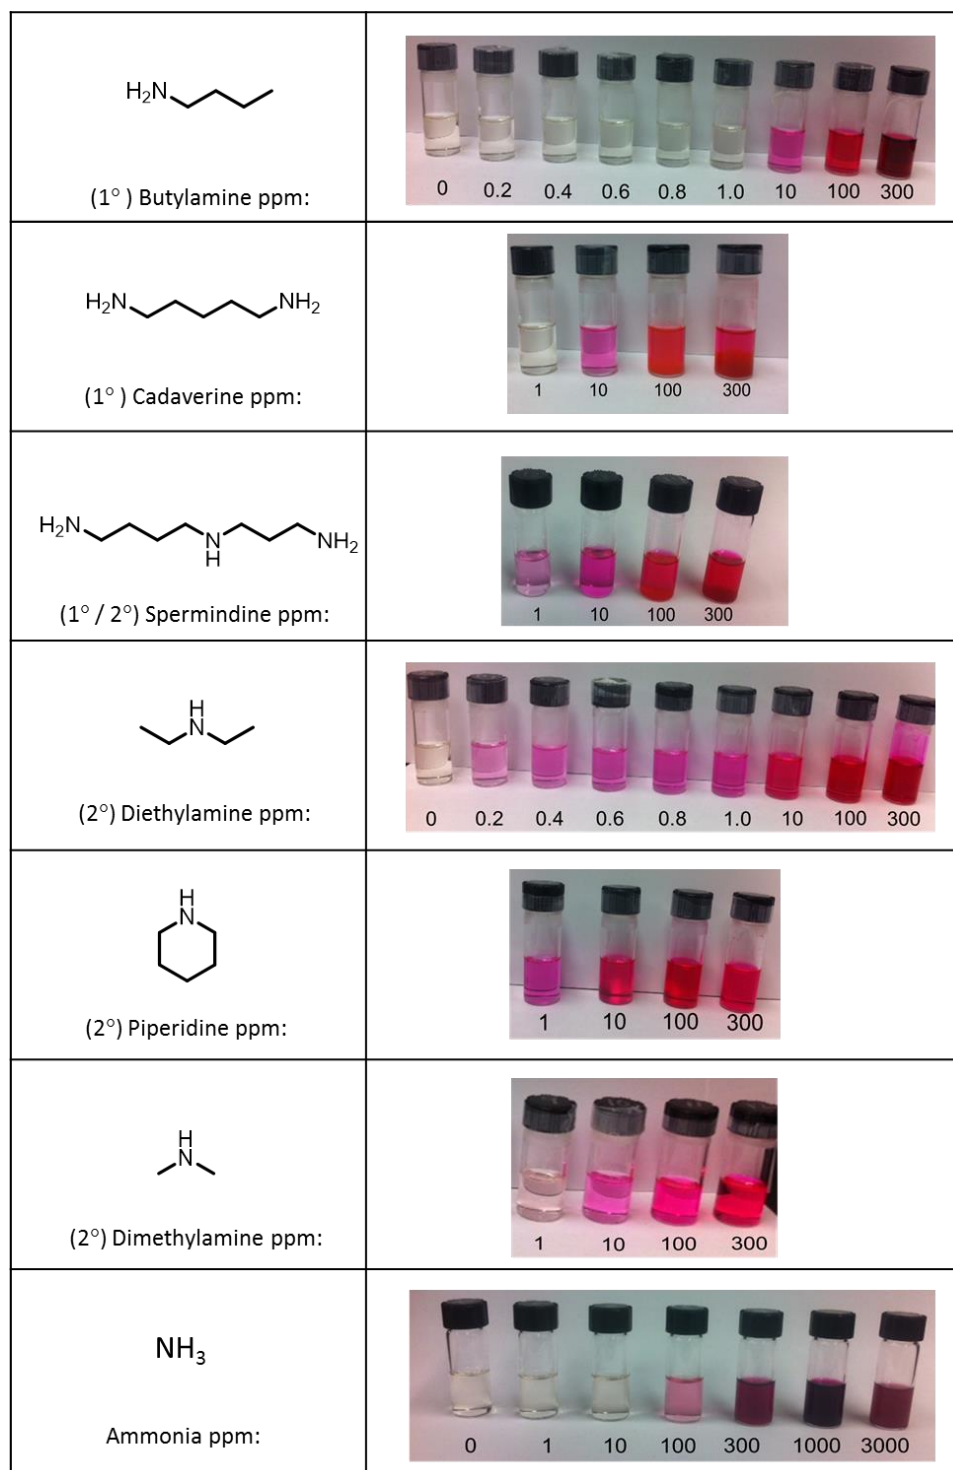 H₂N
(1° ) Butylamine ppm:
0 0.2 0.4 0.6 0.8 1.0 10 100 300
H₂N NH₂
(1° ) Cadaverine ppm:
1 10 100 300
H₂N N H NH₂
(1° / 2°) Spermindine ppm:
1 10 100 300
H
N
(2°) Diethylamine ppm:
0 0.2 0.4 0.6 0.8 1.0 10 100 300
H
N
(2°) Piperidine ppm:
1 10 100 300
H
N
(2°) Dimethylamine ppm:
1 10 100 300
NH₃
Ammonia ppm:
0 1 10 100 300 1000 3000